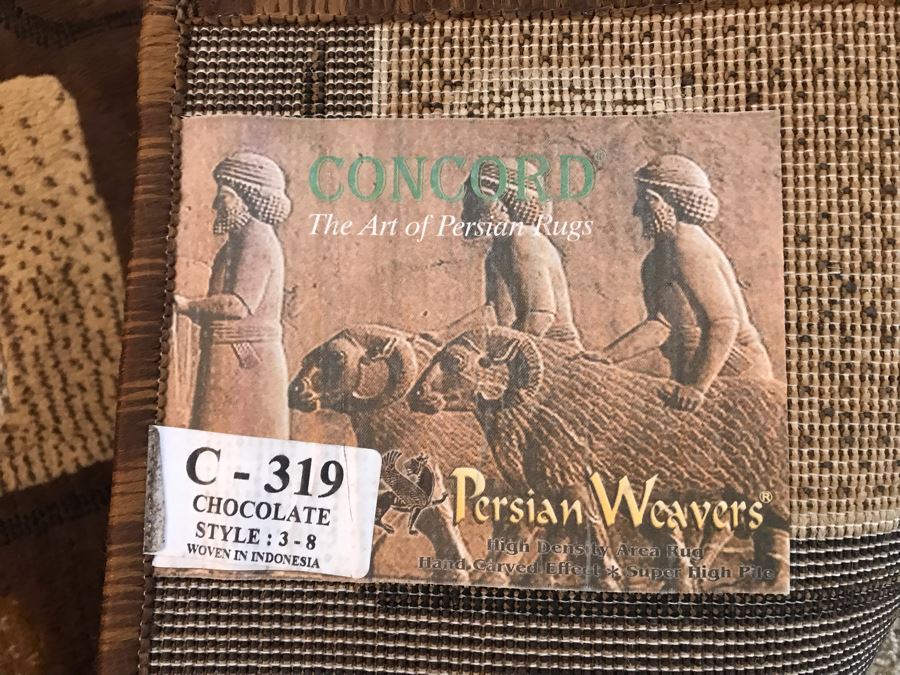 CONCORD®
The Art of Persian Rugs
C - 319
CHOCOLATE
STYLE : 3 - 8
WOVEN IN INDONESIA
Persian Weavers®
High Density Area Rug
Hand Carved Effect * Super High Pile